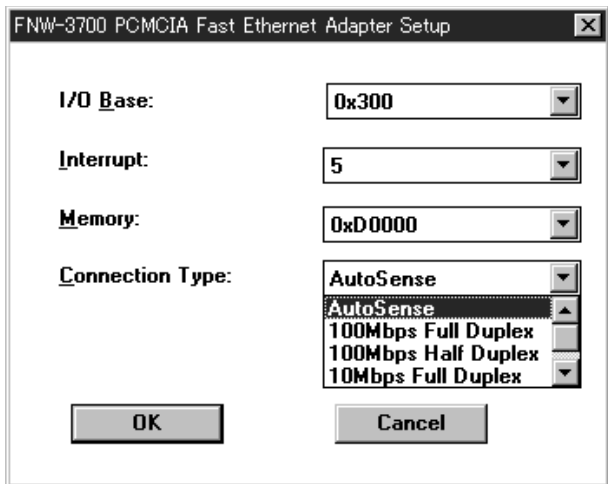 FNW-3700 PCMCIA Fast Ethernet Adapter Setup
I/O Base: 0x300
Interrupt: 5
Memory: 0xD0000
Connection Type: AutoSense
AutoSense
100Mbps Full Duplex
100Mbps Half Duplex
10Mbps Full Duplex
OK Cancel